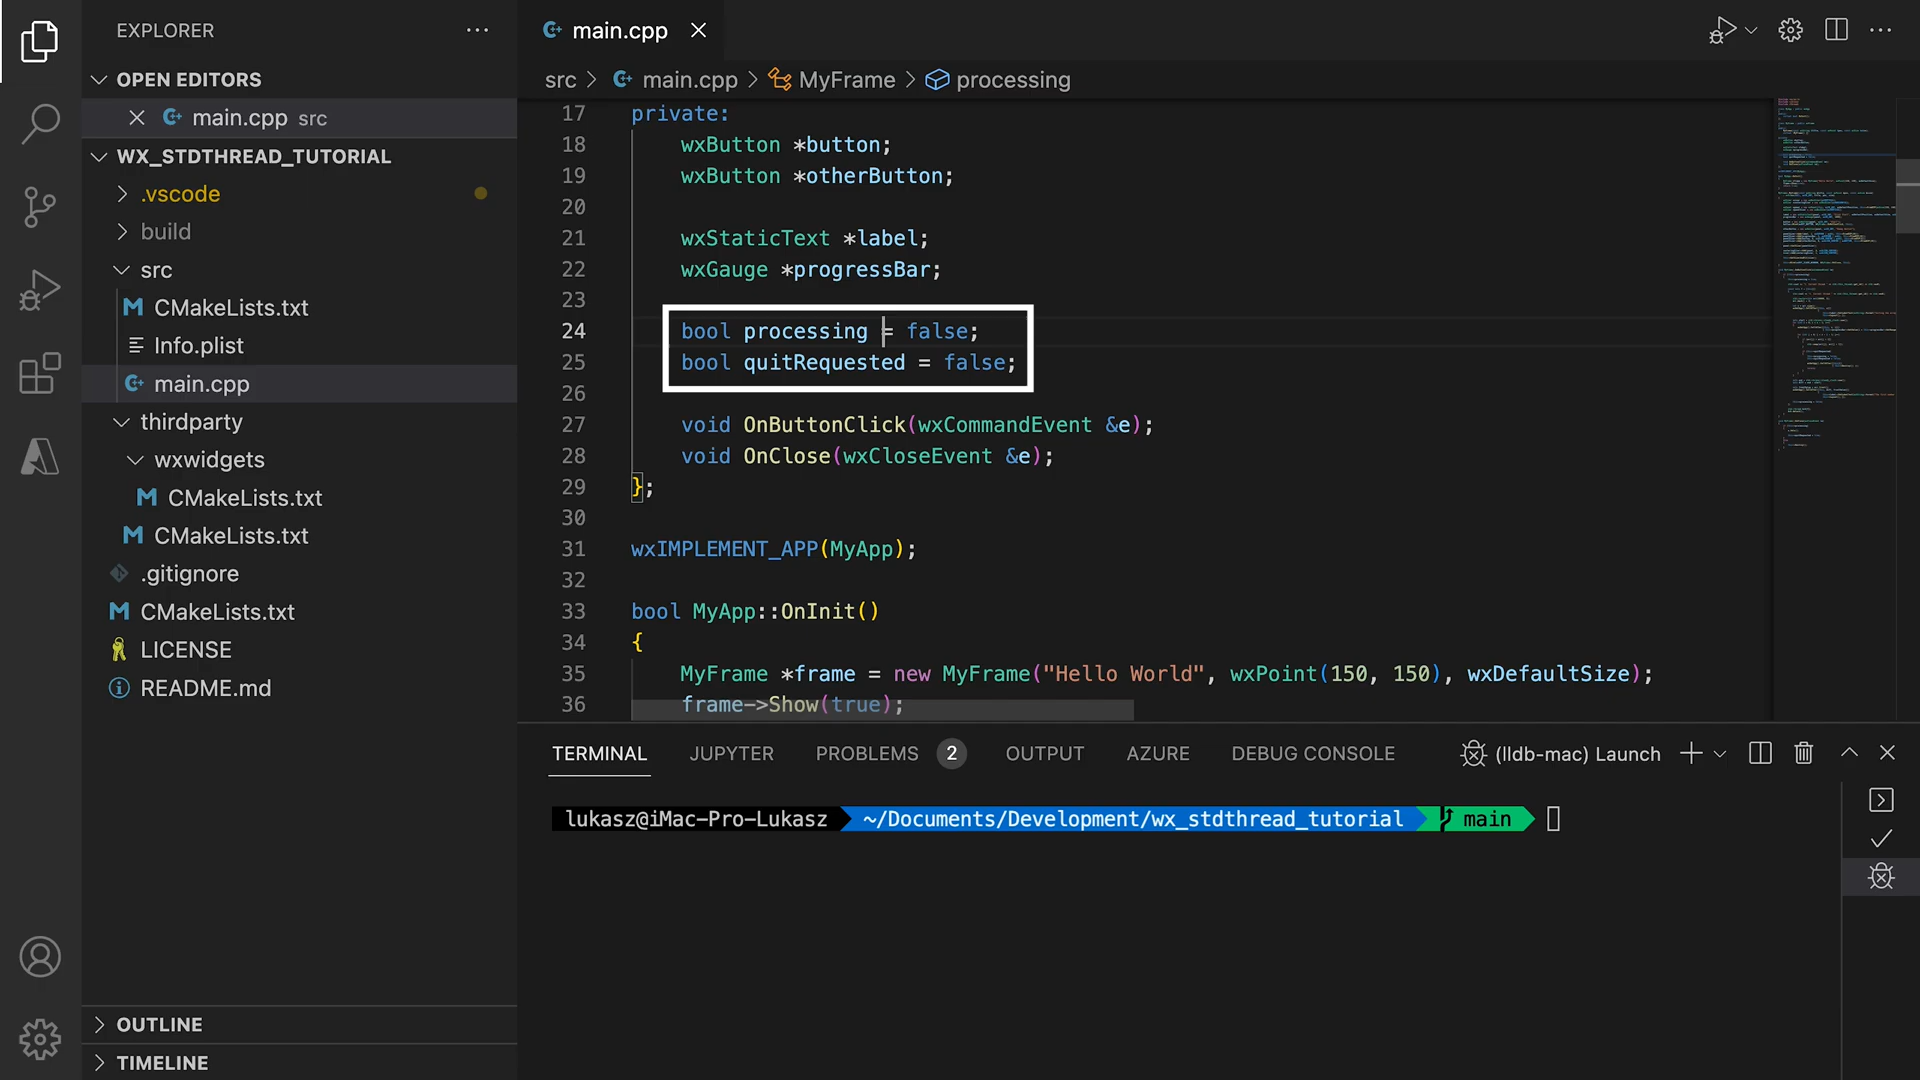 EXPLORER
OPEN EDITORS
main.cpp src
WX_STDTHREAD_TUTORIAL
.vscode
build
src
CMakeLists.txt
Info.plist
main.cpp
thirdparty
wxwidgets
CMakeLists.txt
CMakeLists.txt
.gitignore
CMakeLists.txt
LICENSE
README.md
OUTLINE
TIMELINE
main.cpp
src > main.cpp > MyFrame > processing
17 private:
18 wxButton *button;
19 wxButton *otherButton;
20
21 wxStaticText *label;
22 wxGauge *progressBar;
23
24 bool processing = false;
25 bool quitRequested = false;
26
27 void OnButtonClick(wxCommandEvent &e);
28 void OnClose(wxCloseEvent &e);
29 };
30
31 wxIMPLEMENT_APP(MyApp);
32
33 bool MyApp::OnInit()
34 {
35 MyFrame *frame = new MyFrame("Hello World", wxPoint(150, 150), wxDefaultSize);
36 frame->Show(true);
TERMINAL JUPYTER PROBLEMS 2 OUTPUT AZURE DEBUG CONSOLE (lldb-mac) Launch
lukasz@iMac-Pro-Lukasz ~/Documents/Development/wx_stdthread_tutorial main